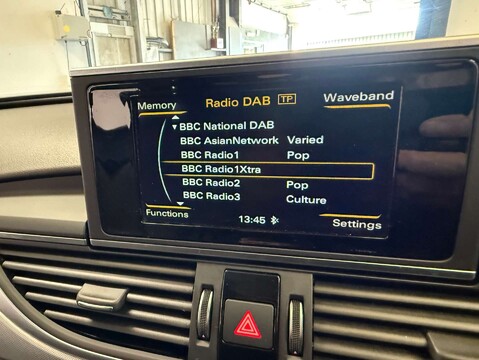 Memory Radio DAB TP Waveband
BBC National DAB
BBC AsianNetwork Varied
BBC Radio1 Pop
BBC Radio1Xtra
BBC Radio2 Pop
BBC Radio3 Culture
Functions 13:45 Settings